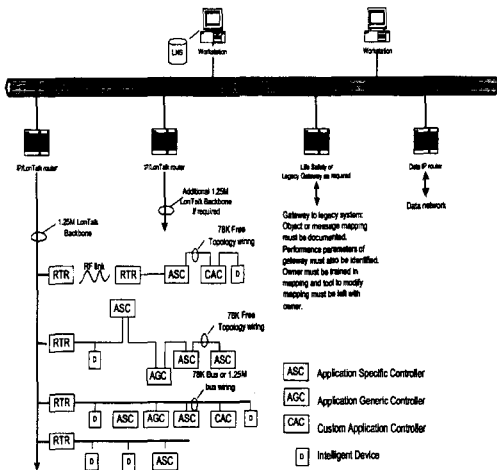 LNS
Workstation
Workstation
IP/LonTalk router
IP/LonTalk router
Life Safety or
Legacy Gateway as required
Data IP router
Additional 1.25M
LonTalk Backbone
If required
Data network
1.25M LonTalk
Backbone
78K Free
Topology wiring
Gateway to legacy system:
Object or message mapping
must be documented.
Performance parameters of
gateway must also be identified.
Owner must be trained in
mapping and tool to modify
mapping must be left with
owner.
RF link
RTR
RTR
ASC
CAC
D
ASC
78K Free
Topology wiring
RTR
D
AGC
ASC
ASC
78K Bus or 1.25M
bus wiring
RTR
D
ASC
AGC
ASC
CAC
D
RTR
D
D
ASC
ASC Application Specific Controller
AGC Application Generic Controller
CAC Custom Application Controller
D Intelligent Device